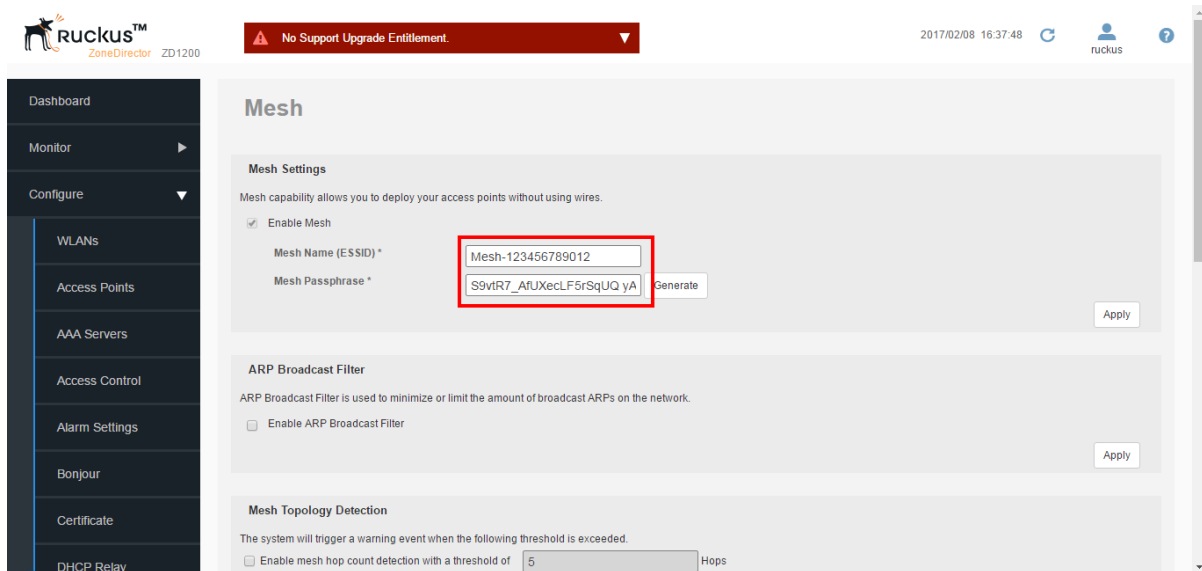 Ruckus™
ZoneDirector ZD1200
No Support Upgrade Entitlement.
2017/02/08 16:37:48
ruckus
Dashboard
Monitor
Configure
WLANs
Access Points
AAA Servers
Access Control
Alarm Settings
Bonjour
Certificate
DHCP Relay
Mesh
Mesh Settings
Mesh capability allows you to deploy your access points without using wires.
Enable Mesh
Mesh Name (ESSID) *
Mesh-123456789012
Mesh Passphrase *
S9vtR7_AfUXecLF5rSqUQ yA
Generate
Apply
ARP Broadcast Filter
ARP Broadcast Filter is used to minimize or limit the amount of broadcast ARPs on the network.
Enable ARP Broadcast Filter
Apply
Mesh Topology Detection
The system will trigger a warning event when the following threshold is exceeded.
Enable mesh hop count detection with a threshold of 5 Hops